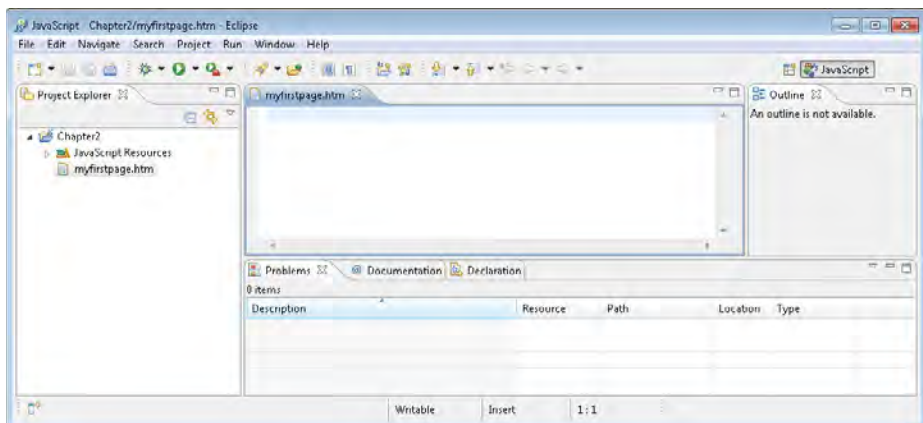 JavaScript - Chapter2/myfirstpage.htm - Eclipse
File Edit Navigate Search Project Run Window Help
JavaScript
Project Explorer
myfirstpage.htm
Outline
An outline is not available.
Chapter2
JavaScript Resources
myfirstpage.htm
Problems
Documentation
Declaration
0 items
Description Resource Path Location Type
Writable Insert 1:1